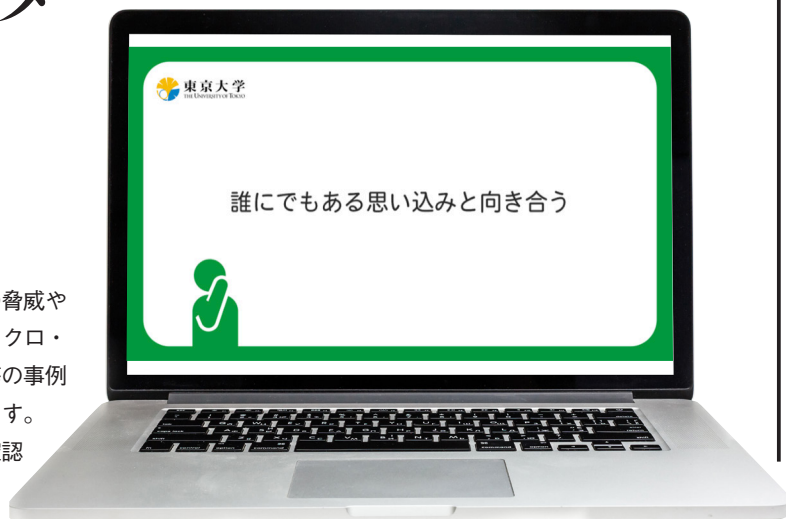 東京大学
THE UNIVERSITY OF TOKYO
誰にでもある思い込みと向き合う
脅威や
クロ・
の事例
す。
認